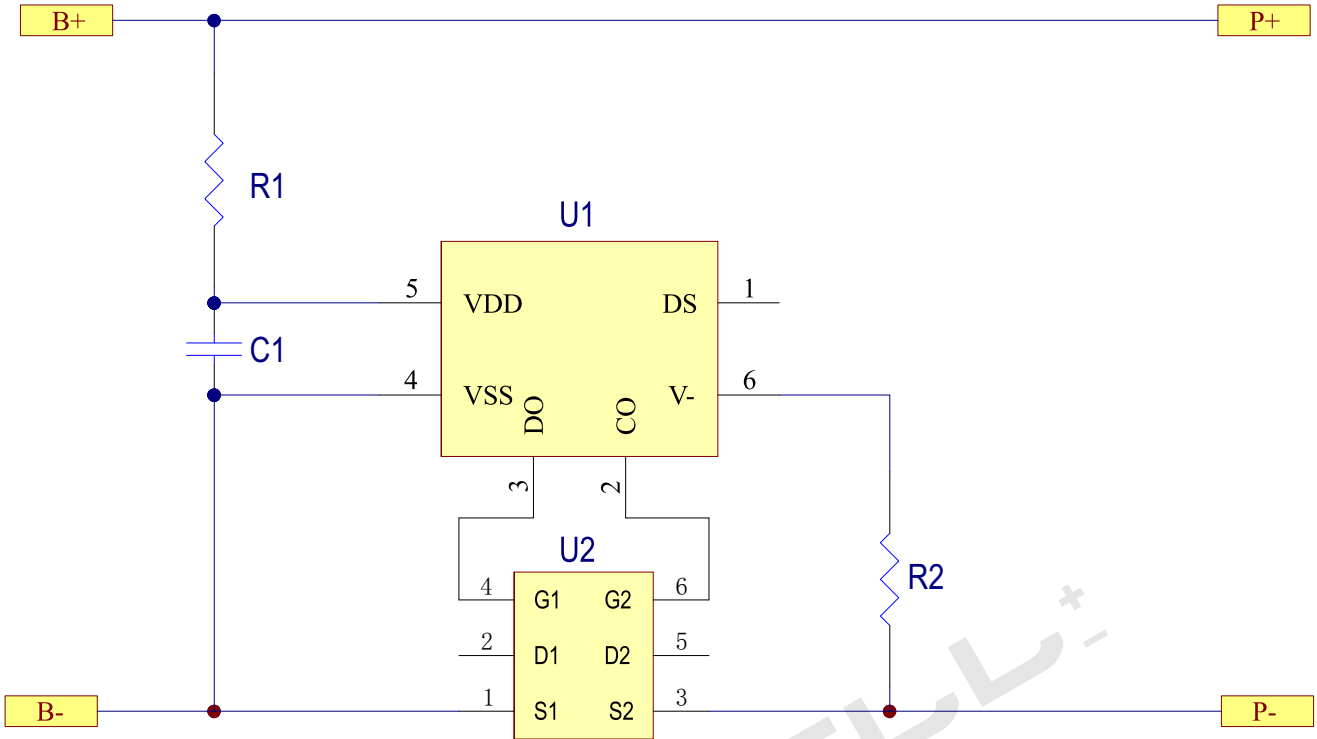 B+
P+
R1
U1
5
VDD
DS
1
C1
4
VSS
DO
CO
V-
6
3
2
U2
4
G1
G2
6
R2
2
D1
D2
5
B-
1
S1
S2
3
P-